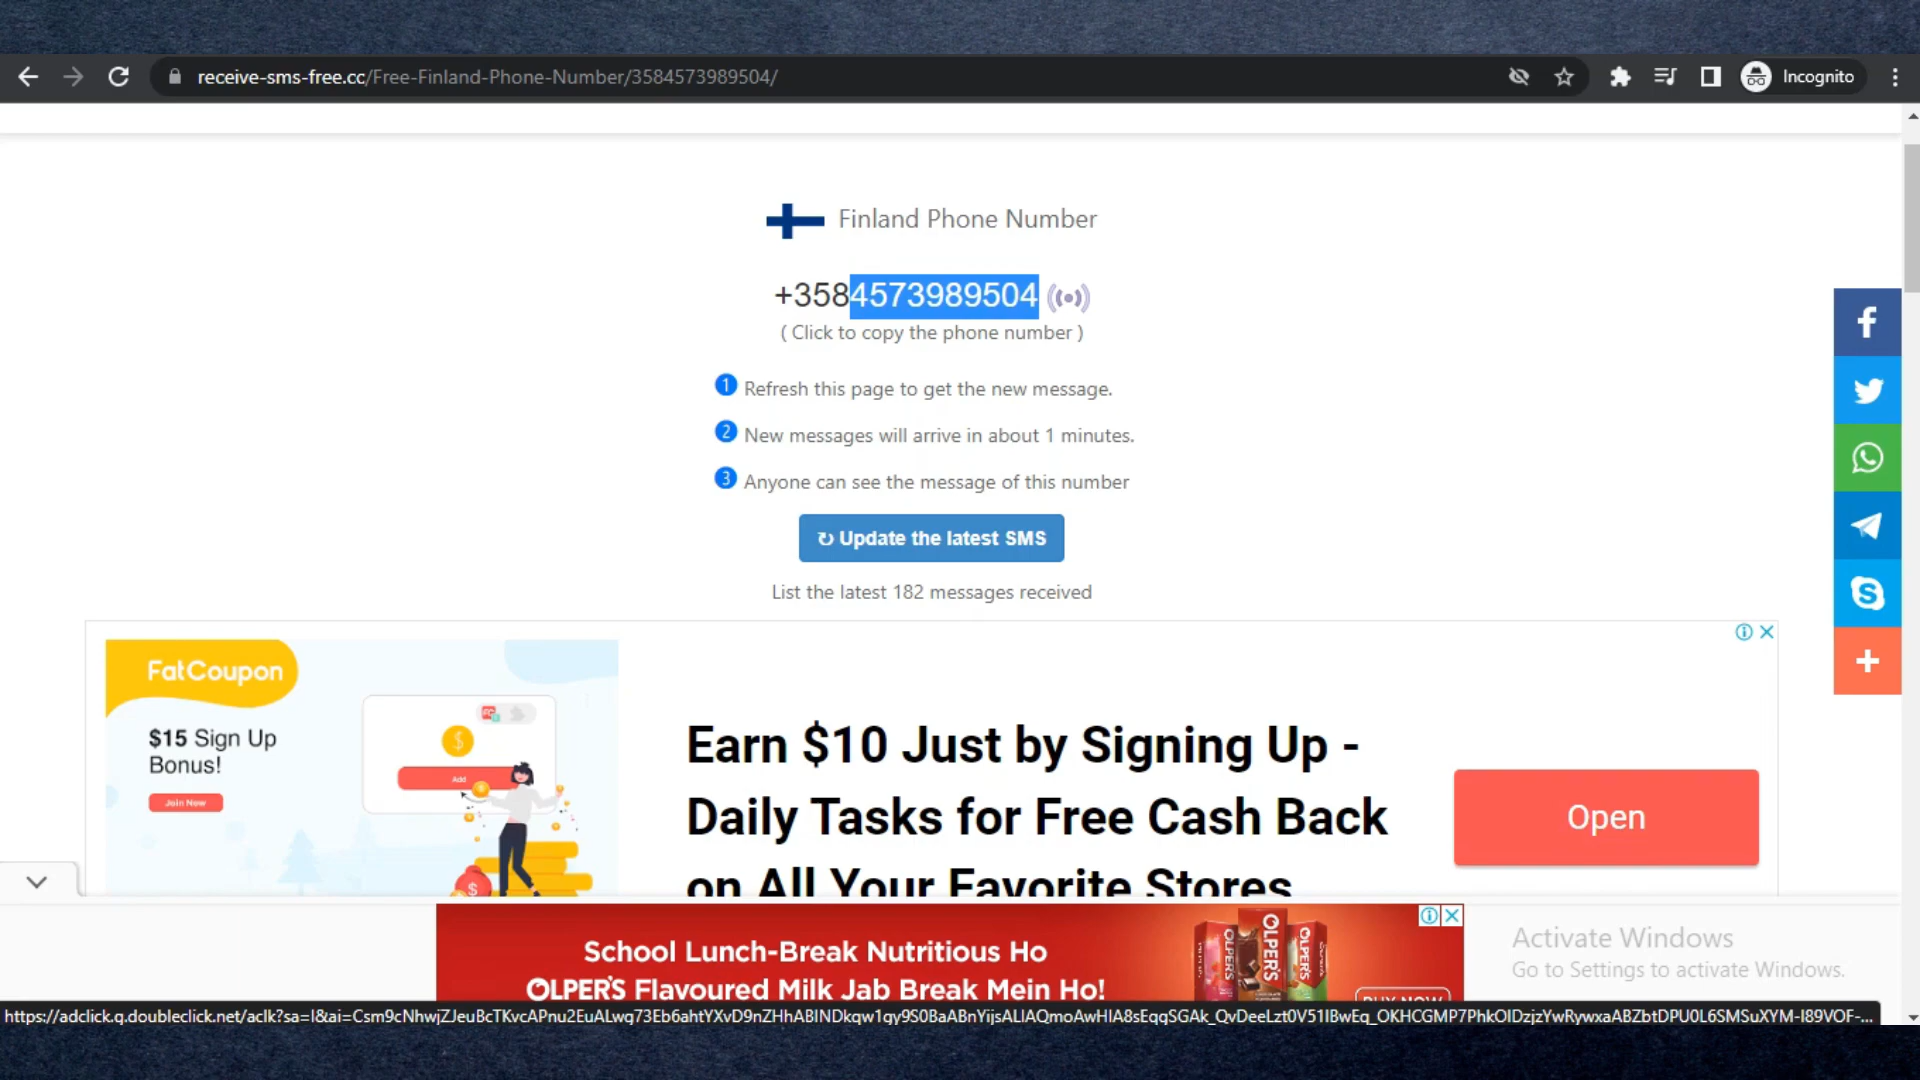 receive-sms-free.cc/Free-Finland-Phone-Number/3584573989504/
Incognito
Finland Phone Number
+3584573989504
( Click to copy the phone number )
1 Refresh this page to get the new message.
2 New messages will arrive in about 1 minutes.
3 Anyone can see the message of this number
↻ Update the latest SMS
List the latest 182 messages received
FatCoupon
$15 Sign Up
Bonus!
Join Now
Add
Earn $10 Just by Signing Up -
Daily Tasks for Free Cash Back
on All Your Favorite Stores
Open
School Lunch-Break Nutritious Ho
OLPER'S Flavoured Milk Jab Break Mein Ho!
OLPER'S
OLPER'S
OLPER'S
BUY NOW
Activate Windows
Go to Settings to activate Windows.